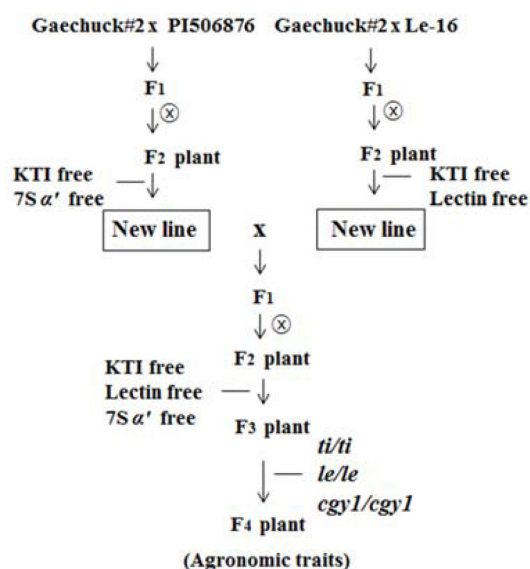 Gaechuck#2 x PI506876 Gaechuck#2 x Le-16
F1 F1
ⓧ ⓧ
F2 plant F2 plant
KTI free
7S α′ free
KTI free
Lectin free
New line x New line
F1
ⓧ
F2 plant
KTI free
Lectin free
7S α′ free
F3 plant
ti/ti
le/le
cgy1/cgy1
F4 plant
(Agronomic traits)